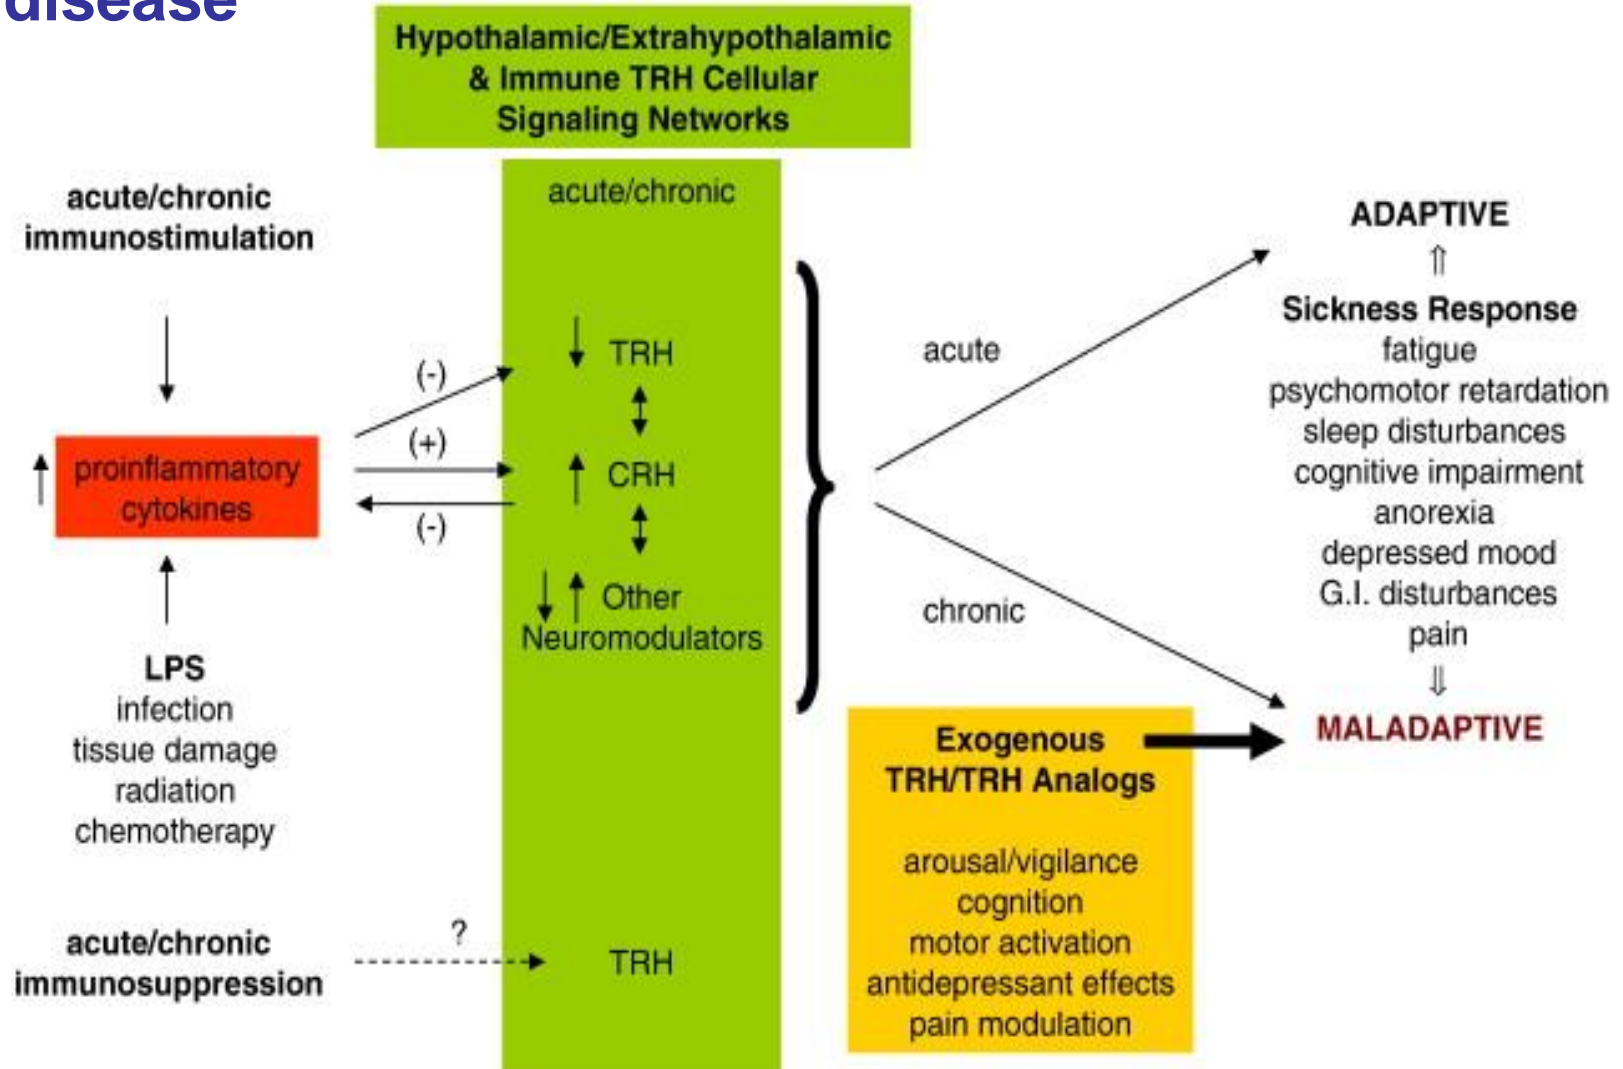 disease
Hypothalamic/Extrahypothalamic
& Immune TRH Cellular
Signaling Networks
acute/chronic
immunostimulation
proinflammatory
cytokines
LPS
infection
tissue damage
radiation
chemotherapy
acute/chronic
immunosuppression
(-)
(+)
(-)
?
acute/chronic
TRH
CRH
Other
Neuromodulators
TRH
acute
chronic
Exogenous
TRH/TRH Analogs
arousal/vigilance
cognition
motor activation
antidepressant effects
pain modulation
ADAPTIVE
⇑
Sickness Response
fatigue
psychomotor retardation
sleep disturbances
cognitive impairment
anorexia
depressed mood
G.I. disturbances
pain
⇓
MALADAPTIVE